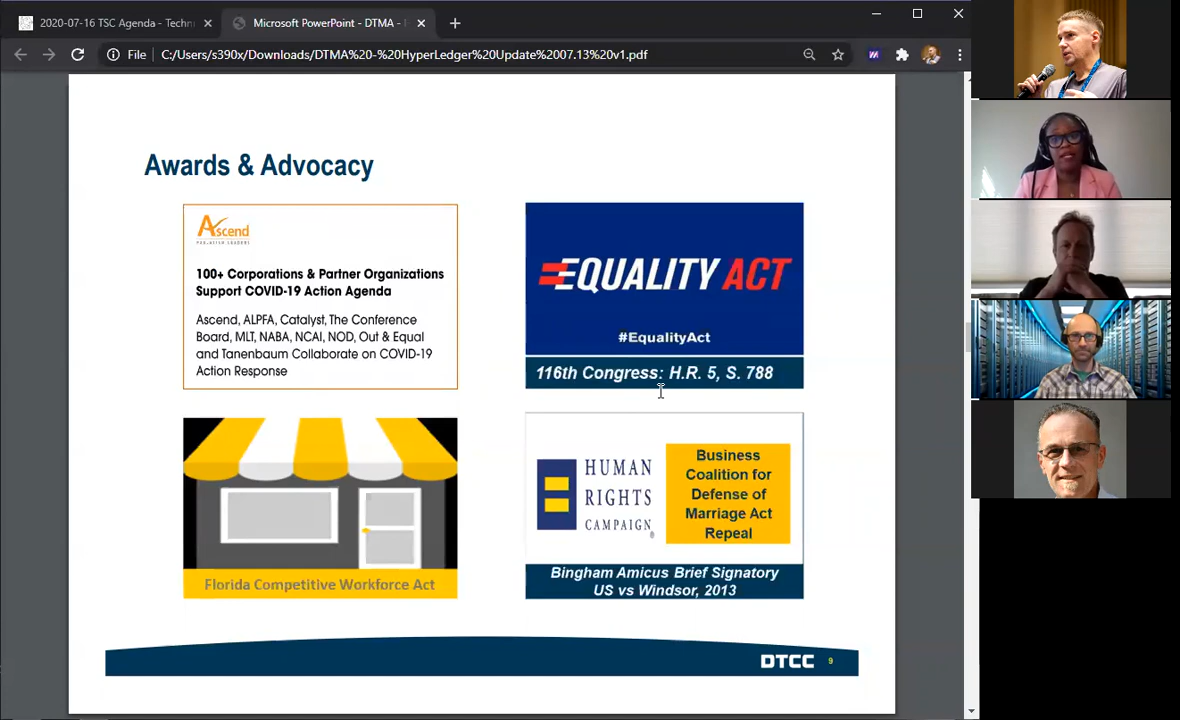 2020-07-16 TSC Agenda - Techn
Microsoft PowerPoint - DTMA -
File
C:/Users/s390x/Downloads/DTMA%20-%20HyperLedger%20Update%2007.13%20v1.pdf
Awards & Advocacy
Ascend
PAN-ASIAN LEADERS
100+ Corporations & Partner Organizations
Support COVID-19 Action Agenda
Ascend, ALPFA, Catalyst, The Conference
Board, MLT, NABA, NCAI, NOD, Out & Equal
and Tanenbaum Collaborate on COVID-19
Action Response
EQUALITY ACT
#EqualityAct
116th Congress: H.R. 5, S. 788
Florida Competitive Workforce Act
HUMAN
RIGHTS
CAMPAIGN®
Business
Coalition for
Defense of
Marriage Act
Repeal
Bingham Amicus Brief Signatory
US vs Windsor, 2013
DTCC
9